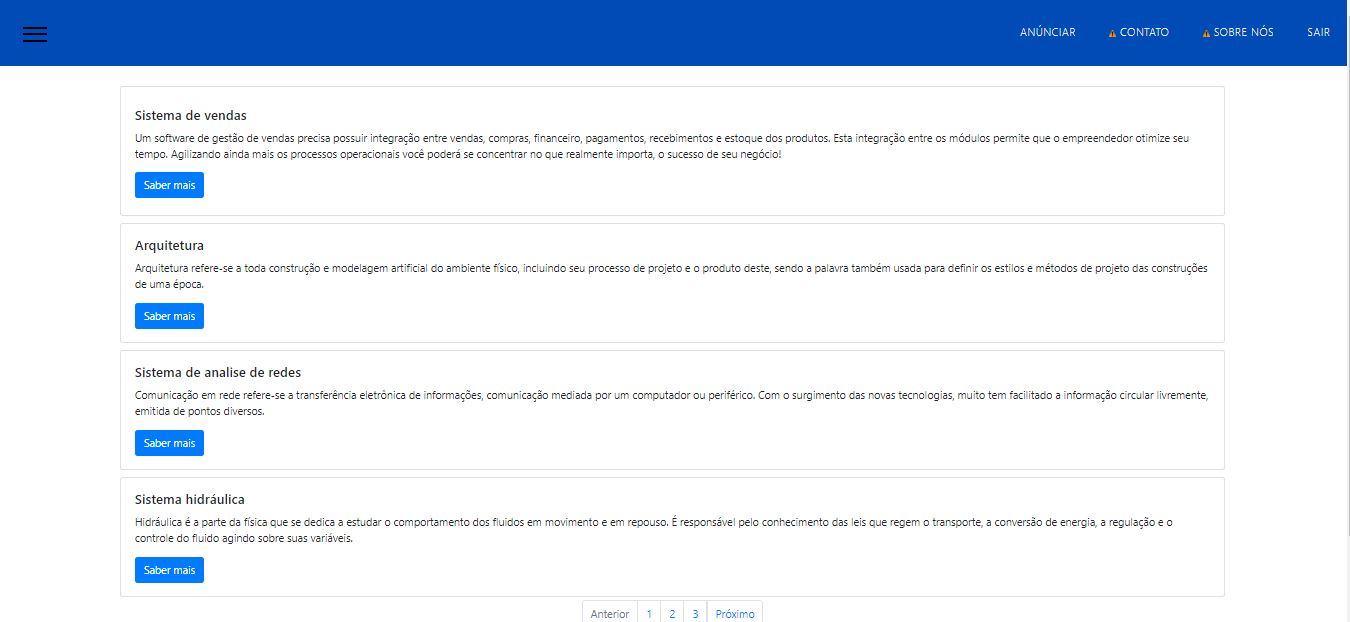 ANÚNCIAR CONTATO SOBRE NÓS SAIR
Sistema de vendas
Um software de gestão de vendas precisa possuir integração entre vendas, compras, financeiro, pagamentos, recebimentos e estoque dos produtos. Esta integração entre os módulos permite que o empreendedor otimize seu
tempo. Agilizando ainda mais os processos operacionais você poderá se concentrar no que realmente importa, o sucesso de seu negócio!
Saber mais
Arquitetura
Arquitetura refere-se a toda construção e modelagem artificial do ambiente físico, incluindo seu processo de projeto e o produto deste, sendo a palavra também usada para definir os estilos e métodos de projeto das construções
de uma época.
Saber mais
Sistema de analise de redes
Comunicação em rede refere-se a transferência eletrônica de informações, comunicação mediada por um computador ou periférico. Com o surgimento das novas tecnologias, muito tem facilitado a informação circular livremente,
emitida de pontos diversos.
Saber mais
Sistema hidráulica
Hidráulica é a parte da física que se dedica a estudar o comportamento dos fluidos em movimento e em repouso. É responsável pelo conhecimento das leis que regem o transporte, a conversão de energia, a regulação e o
controle do fluido agindo sobre suas variáveis.
Saber mais
Anterior 1 2 3 Próximo